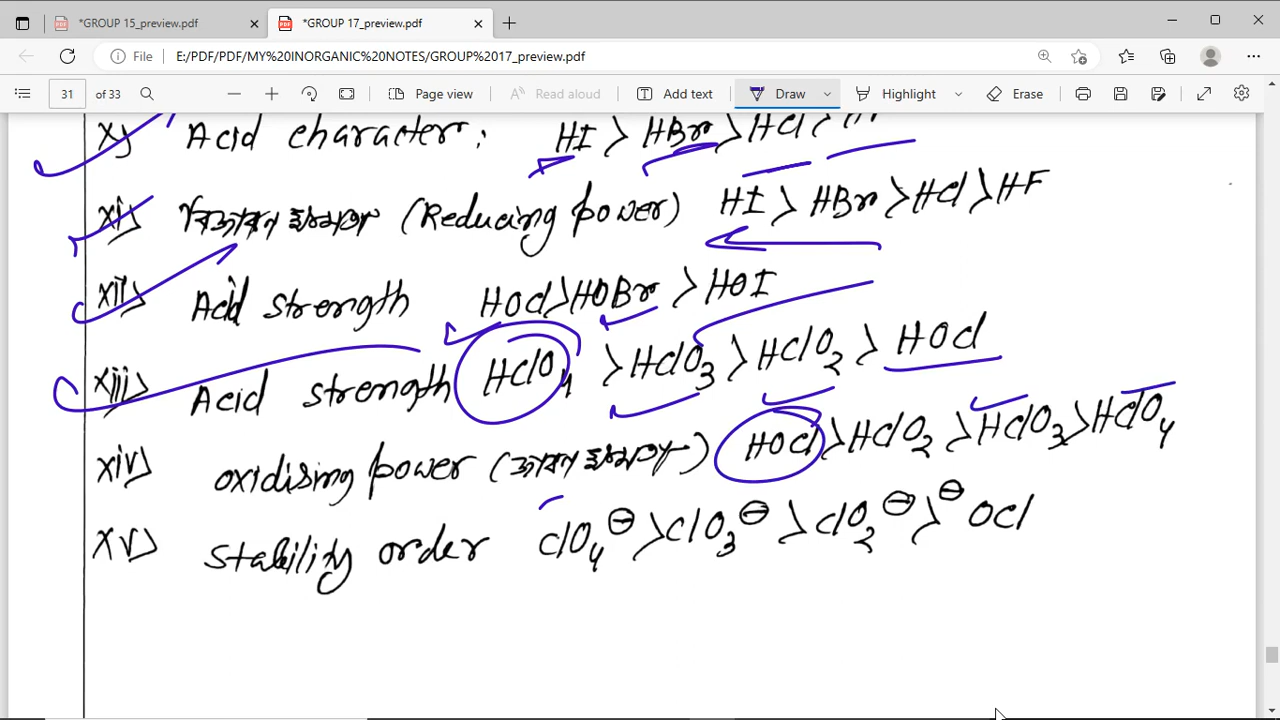 *GROUP 15_preview.pdf
*GROUP 17_preview.pdf
File E:/PDF/PDF/MY%20INORGANIC%20NOTES/GROUP%2017_preview.pdf
31 of 33 Page view Read aloud Add text Draw Highlight Erase
x> Acid character: HI > HBr > HCl >
xi> বিজারণ ক্ষমতা (Reducing power) HI > HBr > HCl > HF
xii> Acid strength HOCl > HOBr > HOI
xiii> Acid strength HClO4 > HClO3 > HClO2 > HOCl
xiv> oxidising power (জারণ ক্ষমতা) HOCl > HClO2 > HClO3 > HClO4
xv> Stability order ClO4⊖ > ClO3⊖ > ClO2⊖ > ⊖OCl